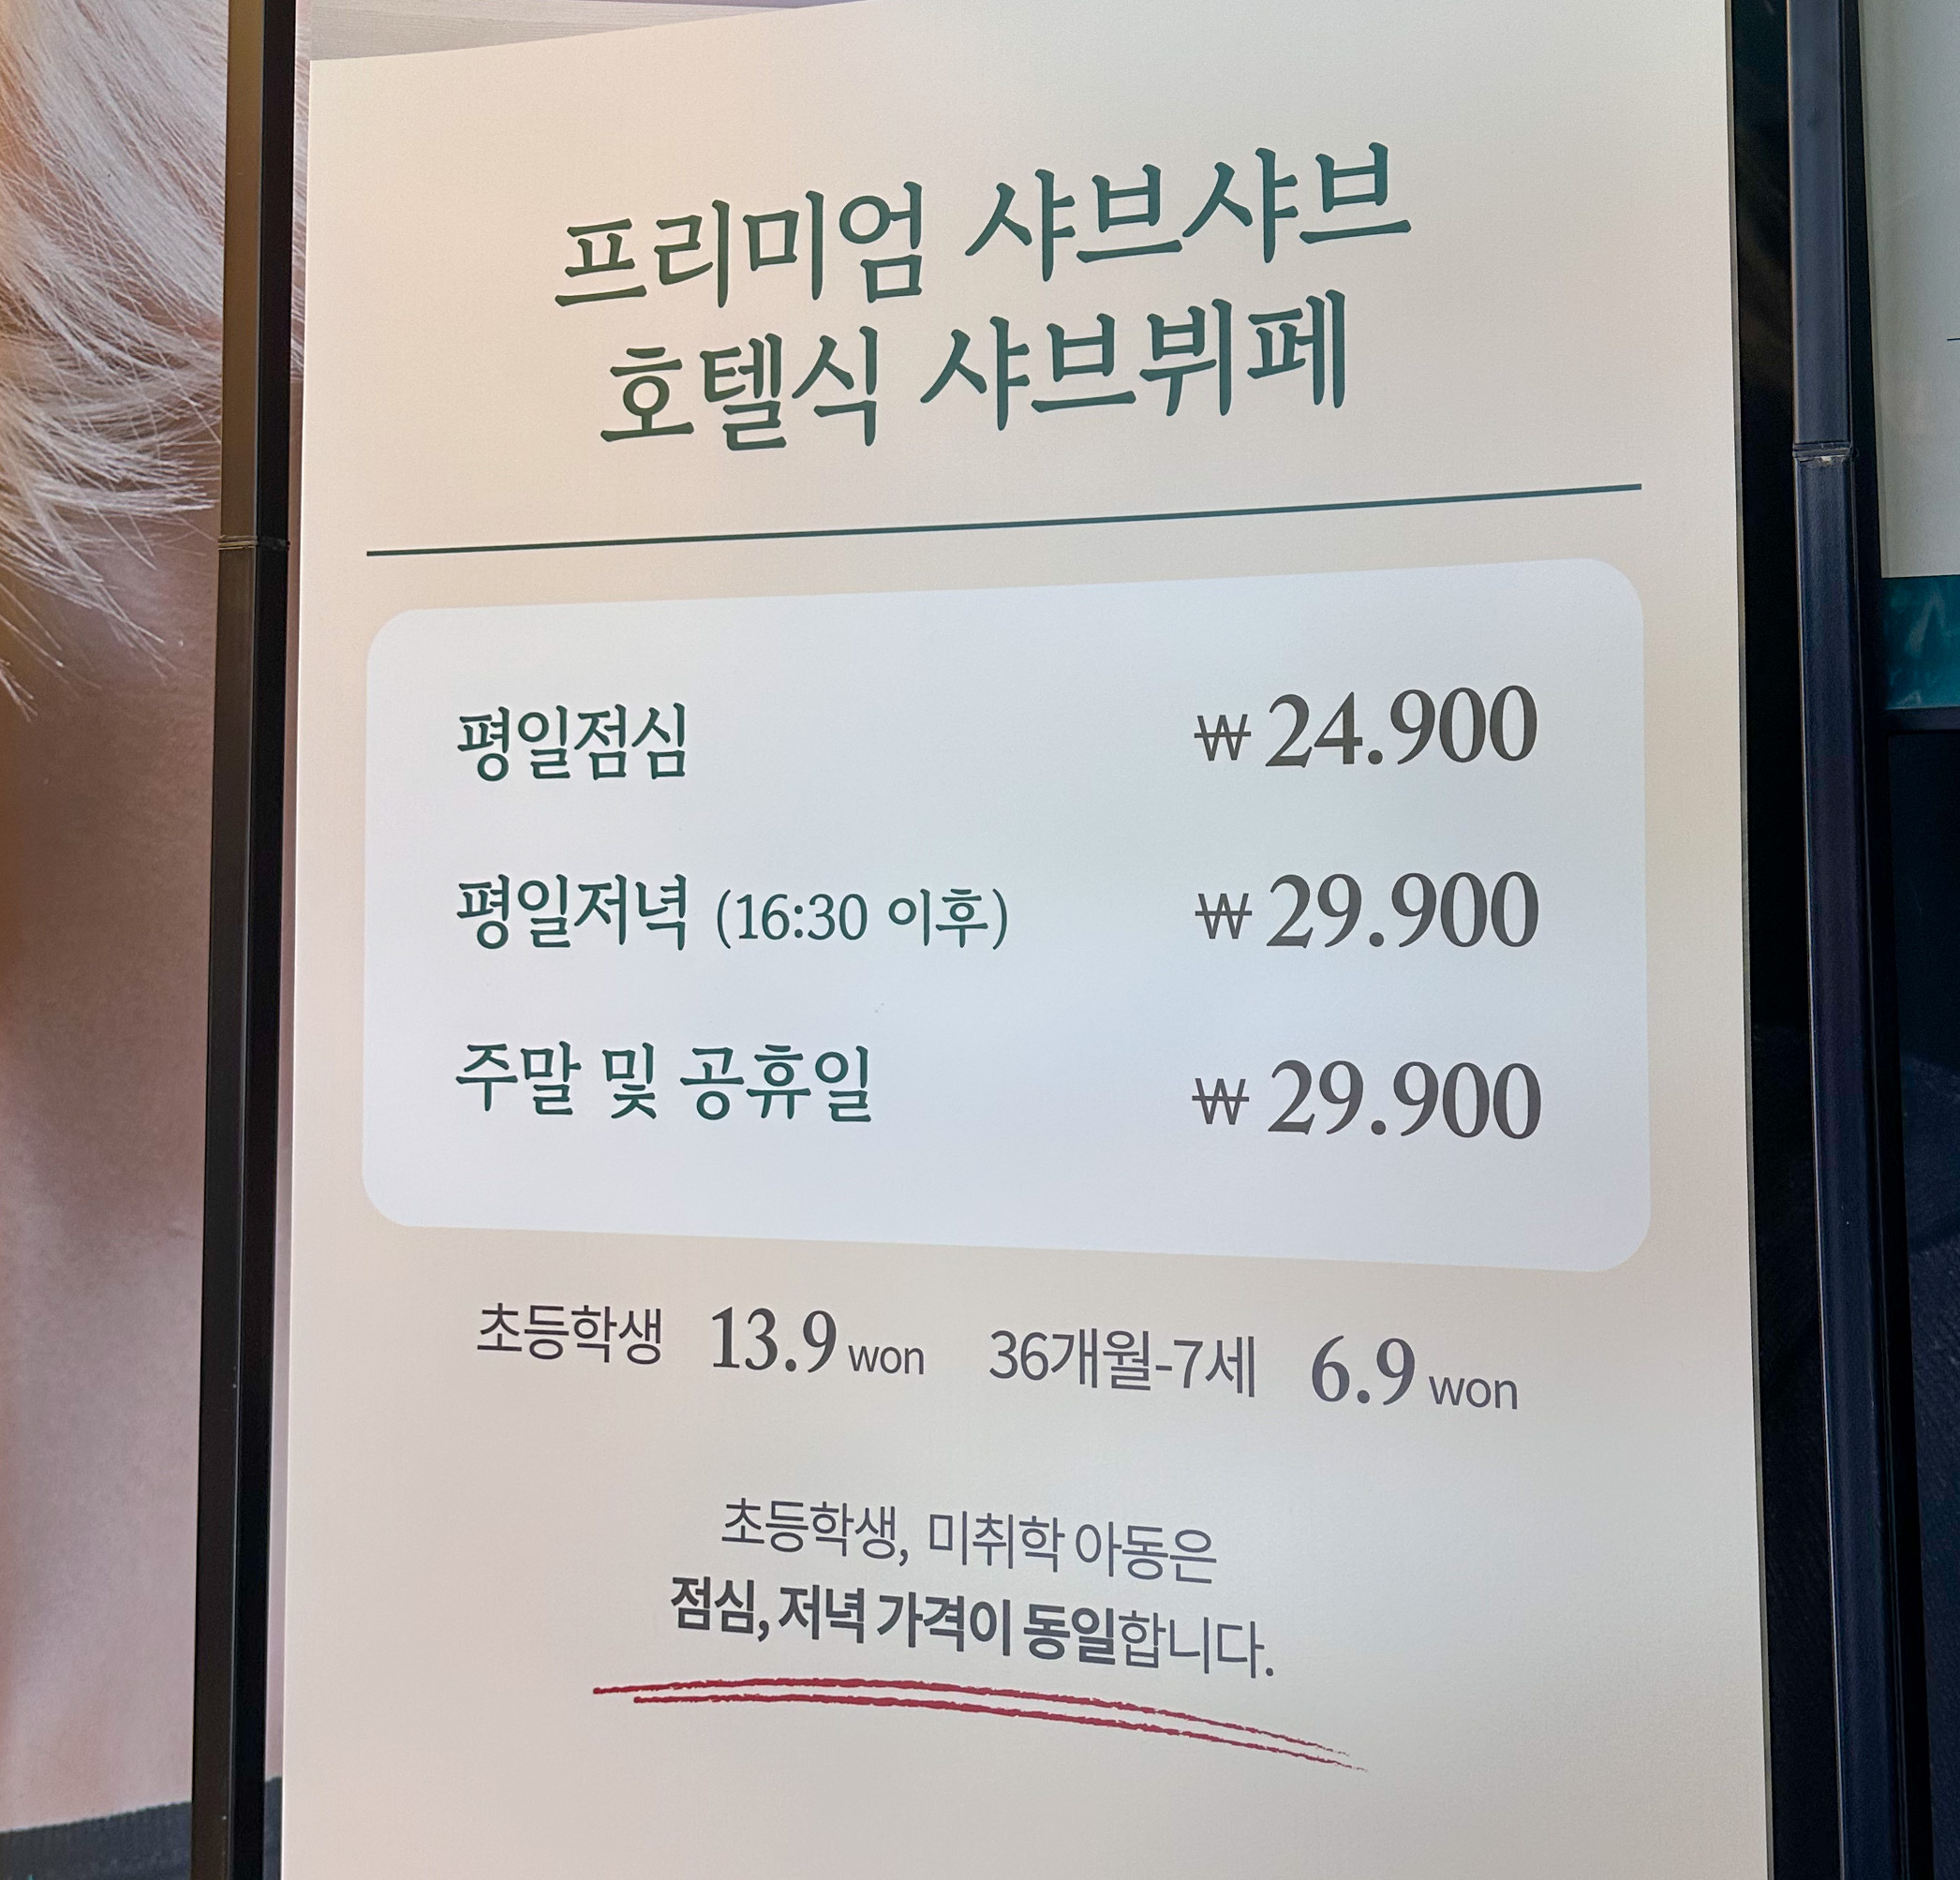 프리미엄 샤브샤브
호텔식 샤브뷔페
평일점심 ₩24.900
평일저녁 (16:30 이후) ₩29.900
주말 및 공휴일 ₩29.900
초등학생 13.9 won 36개월-7세 6.9 won
초등학생, 미취학 아동은
점심, 저녁 가격이 동일합니다.